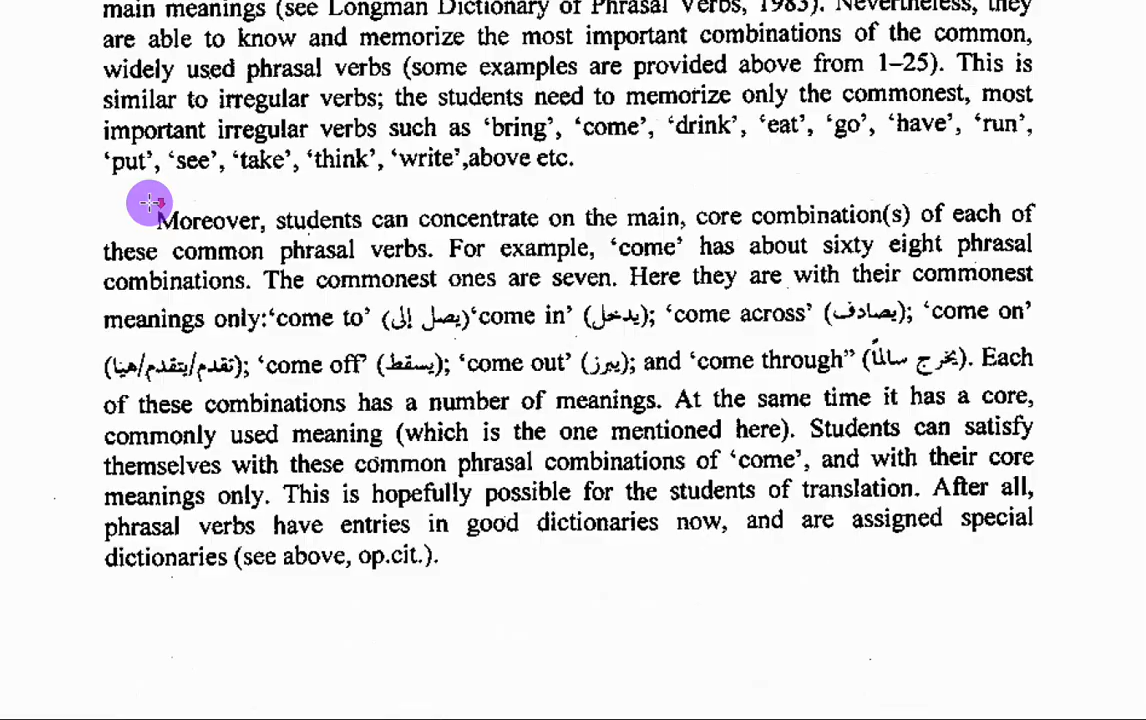 main meanings (see Longman Dictionary of Phrasal Verbs, 1983). Nevertheless, they
are able to know and memorize the most important combinations of the common,
widely used phrasal verbs (some examples are provided above from 1–25). This is
similar to irregular verbs; the students need to memorize only the commonest, most
important irregular verbs such as ‘bring’, ‘come’, ‘drink’, ‘eat’, ‘go’, ‘have’, ‘run’,
‘put’, ‘see’, ‘take’, ‘think’, ‘write’,above etc.
Moreover, students can concentrate on the main, core combination(s) of each of
these common phrasal verbs. For example, ‘come’ has about sixty eight phrasal
combinations. The commonest ones are seven. Here they are with their commonest
meanings only:‘come to’ (يصل إلى)‘come in’ (يدخل); ‘come across’ (يصادف); ‘come on’
(تقدم/يتقدم/هيا); ‘come off’ (يسقط); ‘come out’ (يبرز); and ‘come through” (يخرج سالماً). Each
of these combinations has a number of meanings. At the same time it has a core,
commonly used meaning (which is the one mentioned here). Students can satisfy
themselves with these common phrasal combinations of ‘come’, and with their core
meanings only. This is hopefully possible for the students of translation. After all,
phrasal verbs have entries in good dictionaries now, and are assigned special
dictionaries (see above, op.cit.).